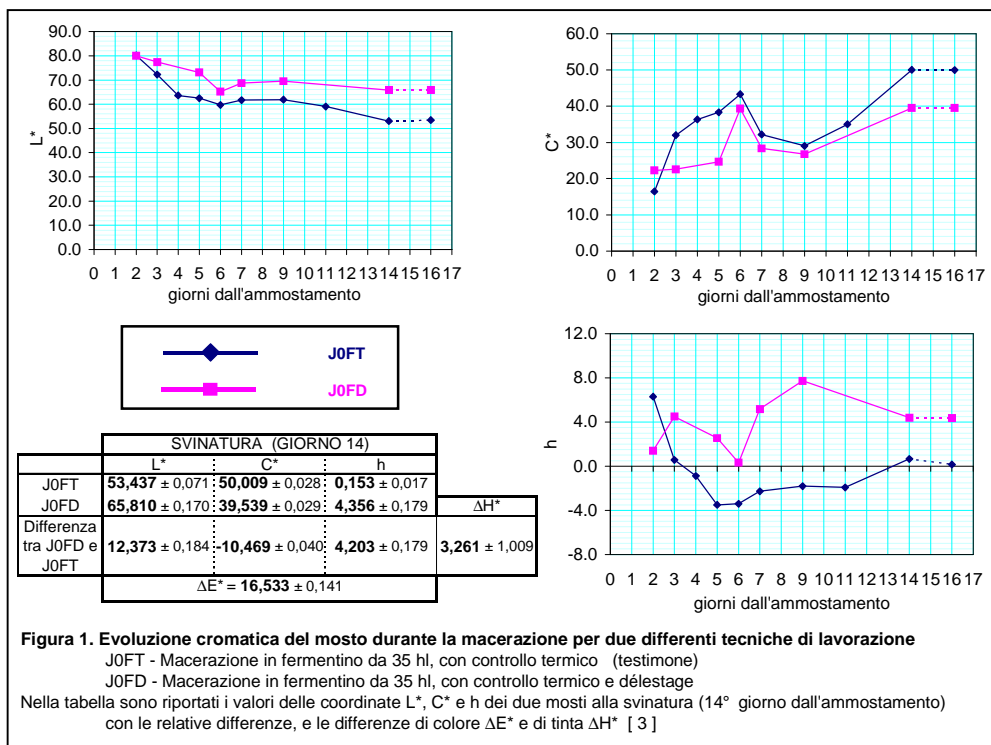 90.0
80.0
70.0
60.0
50.0
40.0
30.0
20.0
10.0
0.0
L*
0 1 2 3 4 5 6 7 8 9 10 11 12 13 14 15 16 17
giorni dall'ammostamento
60.0
50.0
40.0
30.0
20.0
10.0
0.0
C*
0 1 2 3 4 5 6 7 8 9 10 11 12 13 14 15 16 17
giorni dall'ammostamento
J0FT
J0FD
12.0
8.0
4.0
0.0
-4.0
-8.0
h
0 1 2 3 4 5 6 7 8 9 10 11 12 13 14 15 16 17
giorni dall'ammostamento
SVINATURA (GIORNO 14)
L* C* h
J0FT 53,437 ± 0,071 50,009 ± 0,028 0,153 ± 0,017
J0FD 65,810 ± 0,170 39,539 ± 0,029 4,356 ± 0,179 ΔH*
Differenza
tra J0FD e 12,373 ± 0,184 -10,469 ± 0,040 4,203 ± 0,179 3,261 ± 1,009
J0FT
ΔE* = 16,533 ± 0,141
Figura 1. Evoluzione cromatica del mosto durante la macerazione per due differenti tecniche di lavorazione
J0FT - Macerazione in fermentino da 35 hl, con controllo termico (testimone)
J0FD - Macerazione in fermentino da 35 hl, con controllo termico e délestage
Nella tabella sono riportati i valori delle coordinate L*, C* e h dei due mosti alla svinatura (14° giorno dall'ammostamento)
con le relative differenze, e le differenze di colore ΔE* e di tinta ΔH* [ 3 ]